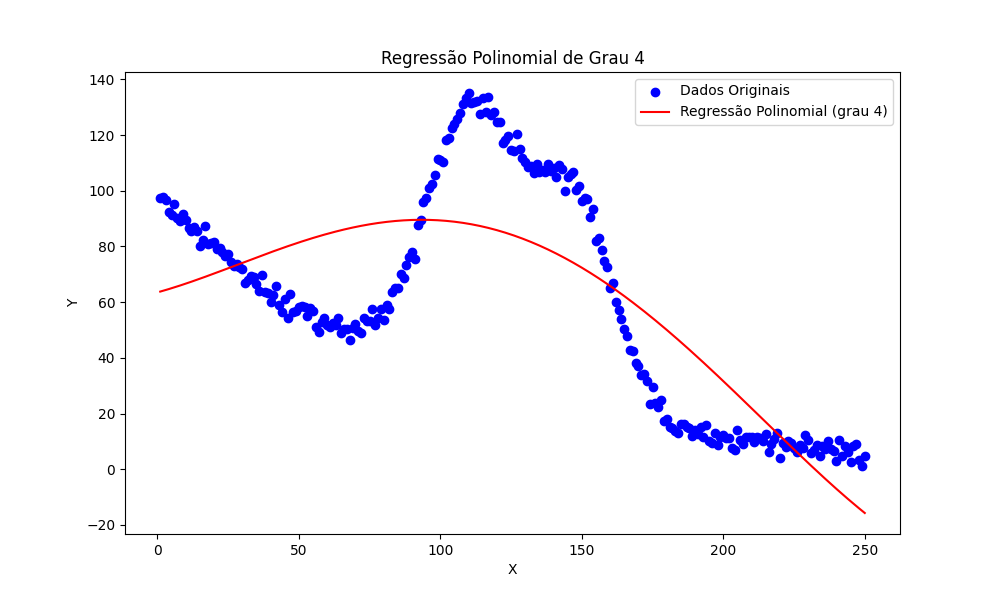 Regressão Polinomial de Grau 4
Dados Originais
Regressão Polinomial (grau 4)
140
120
100
80
60
40
20
0
−20
Y
0 50 100 150 200 250
X